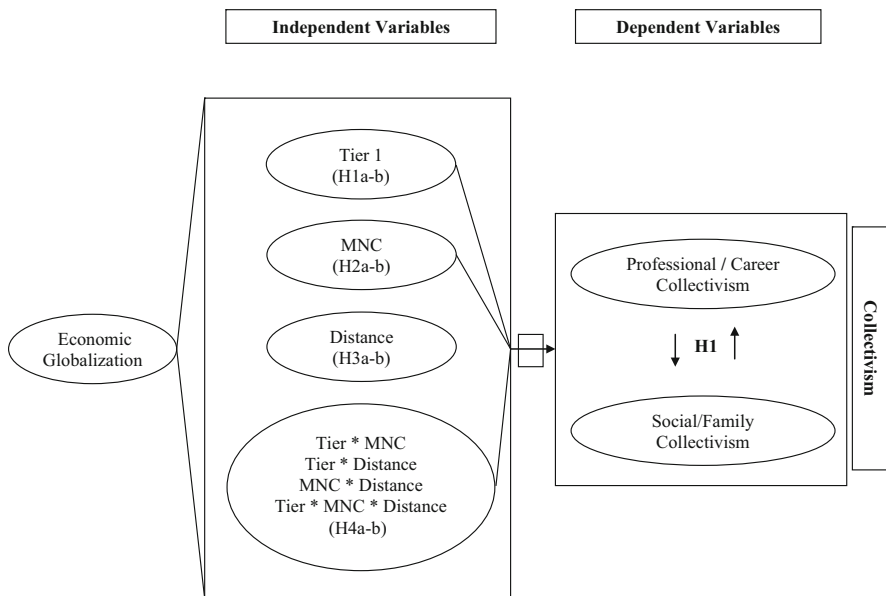 Independent Variables
Dependent Variables
Economic
Globalization
Tier 1
(H1a-b)
MNC
(H2a-b)
Distance
(H3a-b)
Tier * MNC
Tier * Distance
MNC * Distance
Tier * MNC * Distance
(H4a-b)
Professional / Career
Collectivism
H1
Social/Family
Collectivism
Collectivism